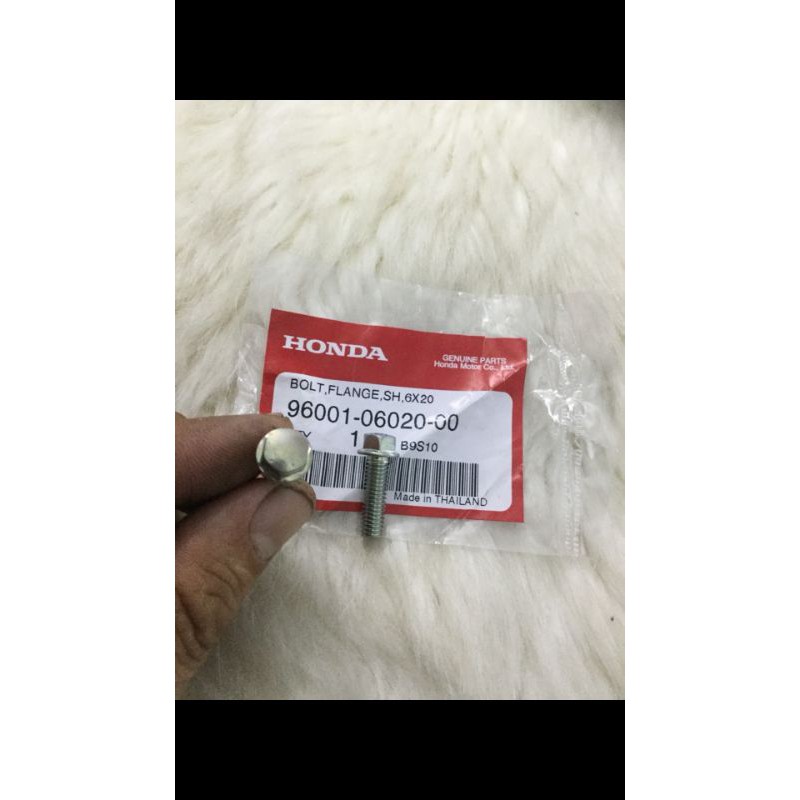 HONDA
GENUINE PARTS
Honda Motor Co., Ltd.
BOLT,FLANGE,SH,6X20
96001-06020-00
1
B9S10
Made in THAILAND